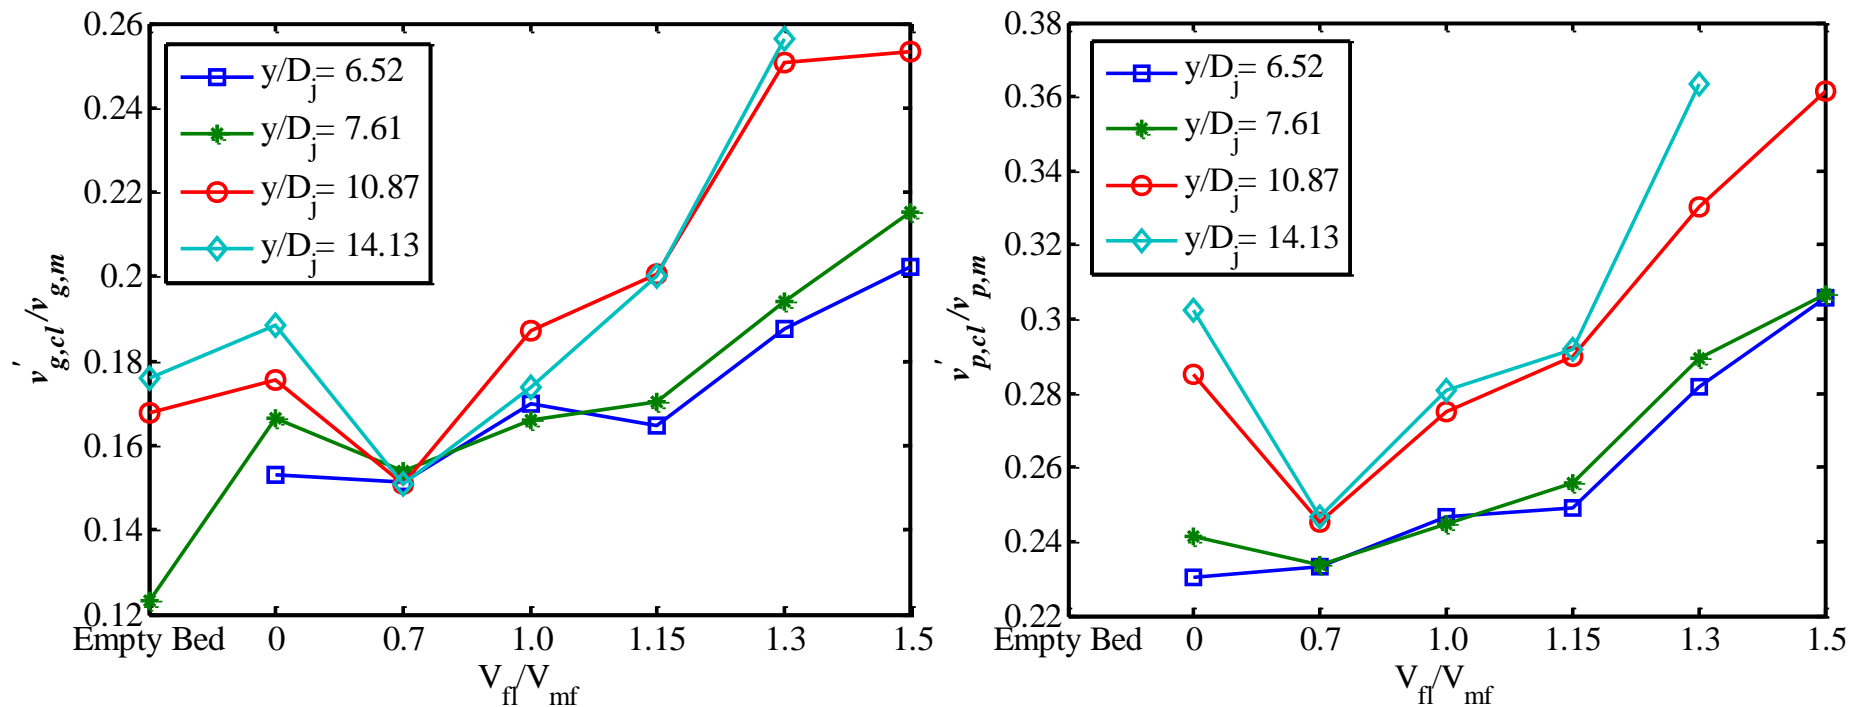 0.26
0.24
0.22
0.2
0.18
0.16
0.14
0.12
v'g,cl/vg,m
y/Dj= 6.52
y/Dj= 7.61
y/Dj= 10.87
y/Dj= 14.13
Empty Bed 0 0.7 1.0 1.15 1.3 1.5
Vfl/Vmf
0.38
0.36
0.34
0.32
0.3
0.28
0.26
0.24
0.22
v'p,cl/vp,m
y/Dj= 6.52
y/Dj= 7.61
y/Dj= 10.87
y/Dj= 14.13
Empty Bed 0 0.7 1.0 1.15 1.3 1.5
Vfl/Vmf